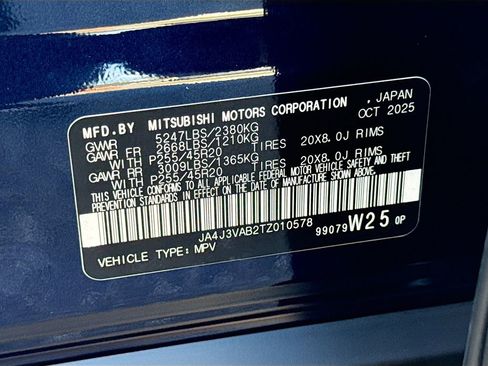 MFD.BY MITSUBISHI MOTORS CORPORATION , JAPAN
GVWR 5247LBS/2380KG OCT 2025
GAWR FR 2668LBS/1210KG
WITH P255/45R20 TIRES 20X8.0J RIMS
GAWR RR 3009LBS/1365KG
WITH P255/45R20 TIRES 20X8.0J RIMS
THIS VEHICLE CONFORMS TO ALL APPLICABLE FEDERAL MOTOR VEHICLE SAFETY AND THEFT
PREVENTION STANDARDS IN EFFECT ON THE DATE OF MANUFACTURE SHOWN ABOVE.
JA4J3VAB2TZ010578
VEHICLE TYPE: MPV 99079 W25 0P